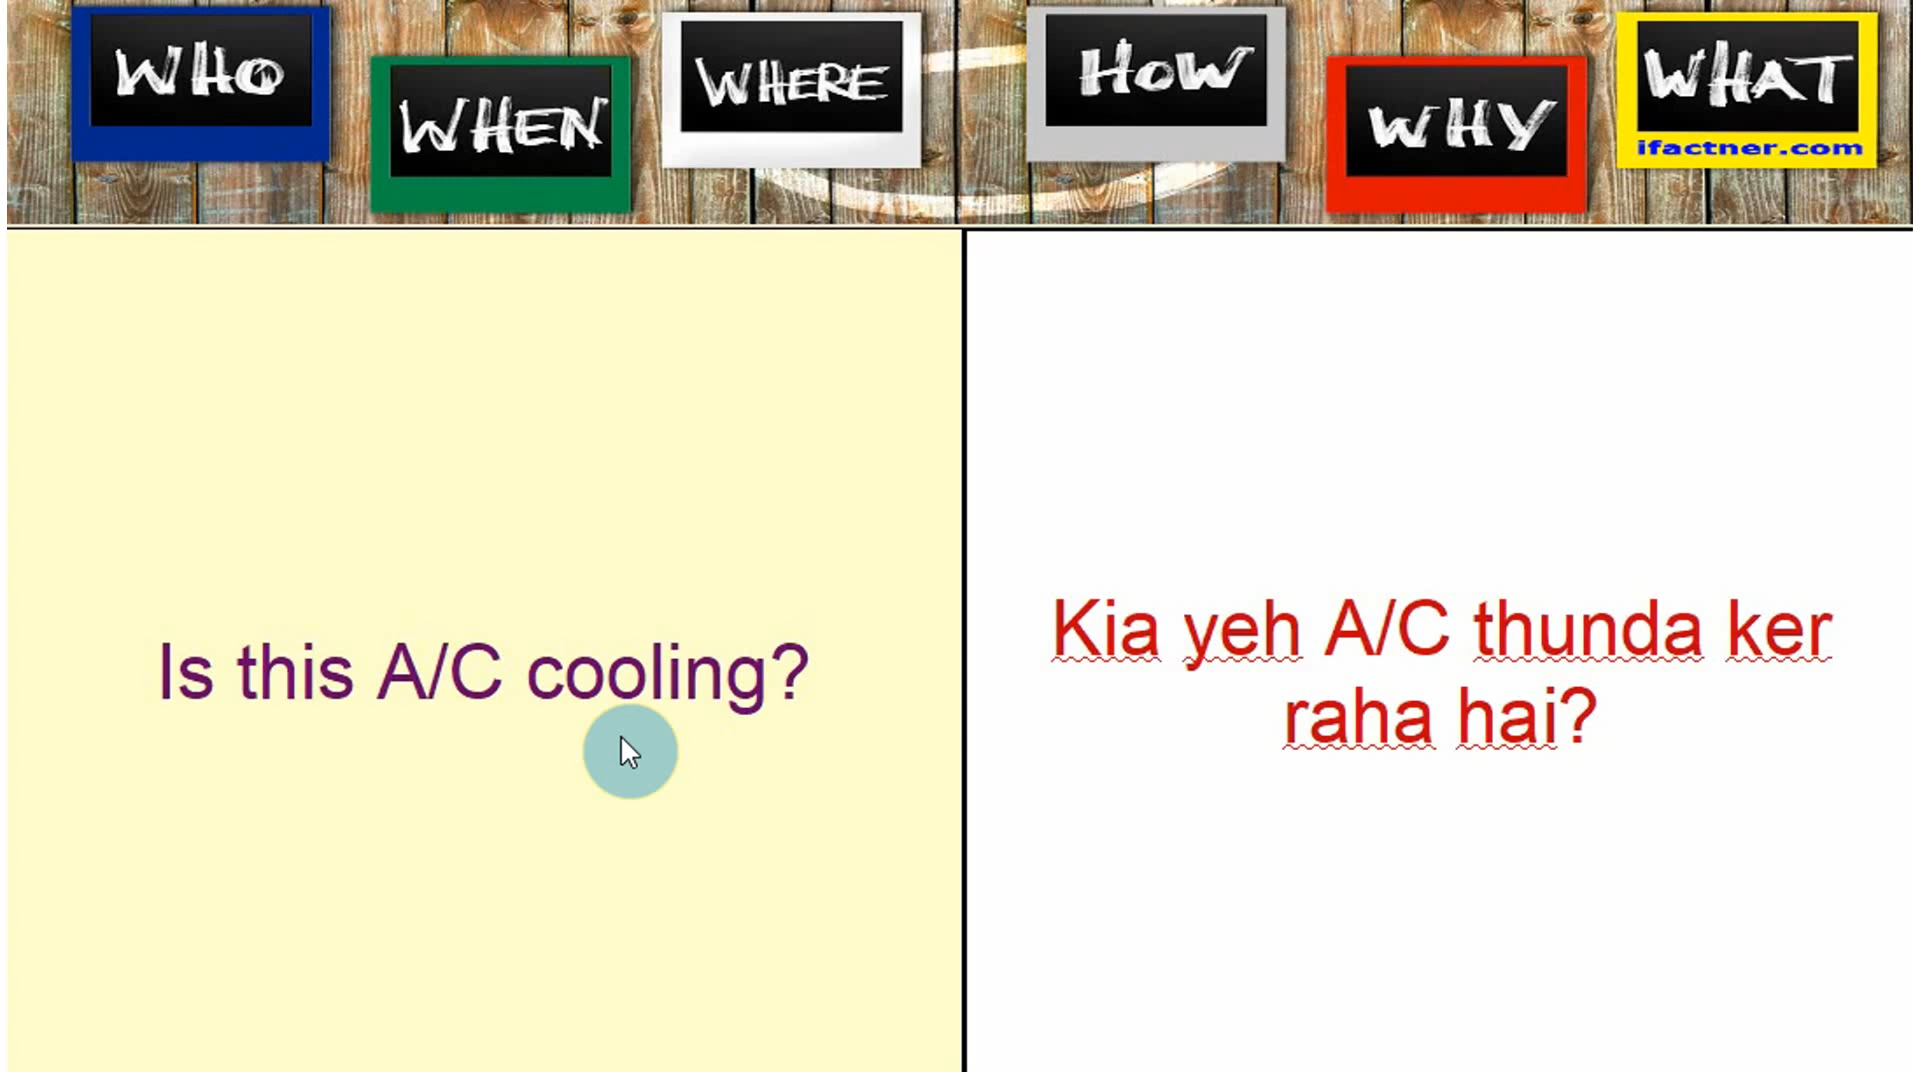 WHO
WHEN
WHERE
HOW
WHY
WHAT
ifactner.com
Is this A/C cooling?
Kia yeh A/C thunda ker
raha hai?